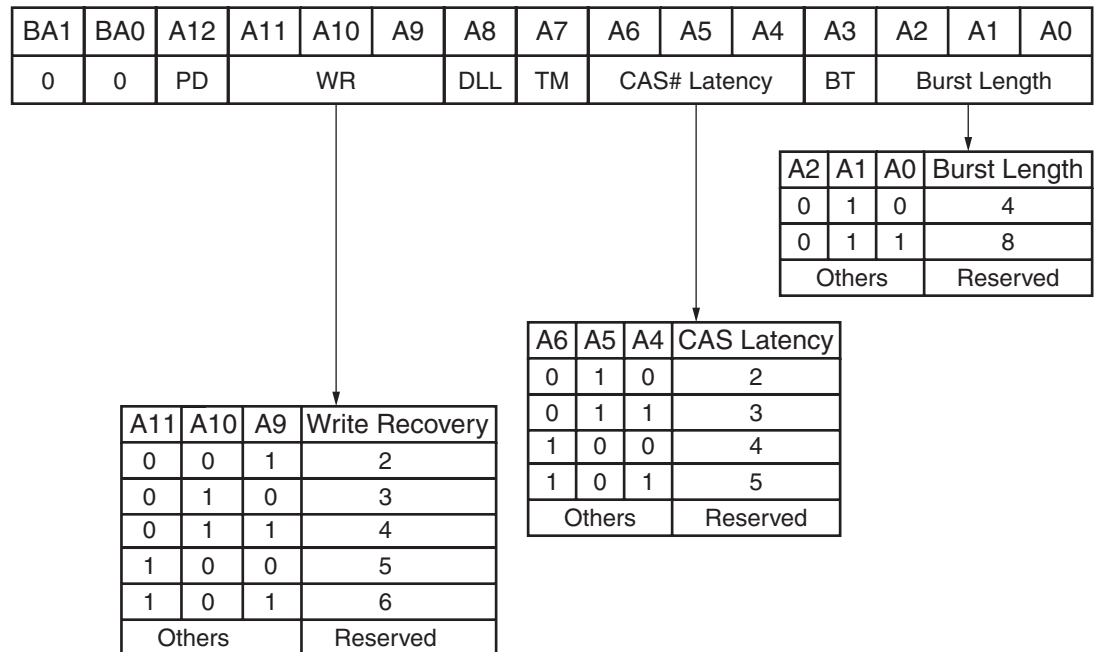 BA1 BA0 A12 A11 A10 A9 A8 A7 A6 A5 A4 A3 A2 A1 A0
0 0 PD WR DLL TM CAS# Latency BT Burst Length
A2 A1 A0 Burst Length
0 1 0 4
0 1 1 8
Others Reserved
A6 A5 A4 CAS Latency
0 1 0 2
0 1 1 3
1 0 0 4
1 0 1 5
Others Reserved
A11 A10 A9 Write Recovery
0 0 1 2
0 1 0 3
0 1 1 4
1 0 0 5
1 0 1 6
Others Reserved